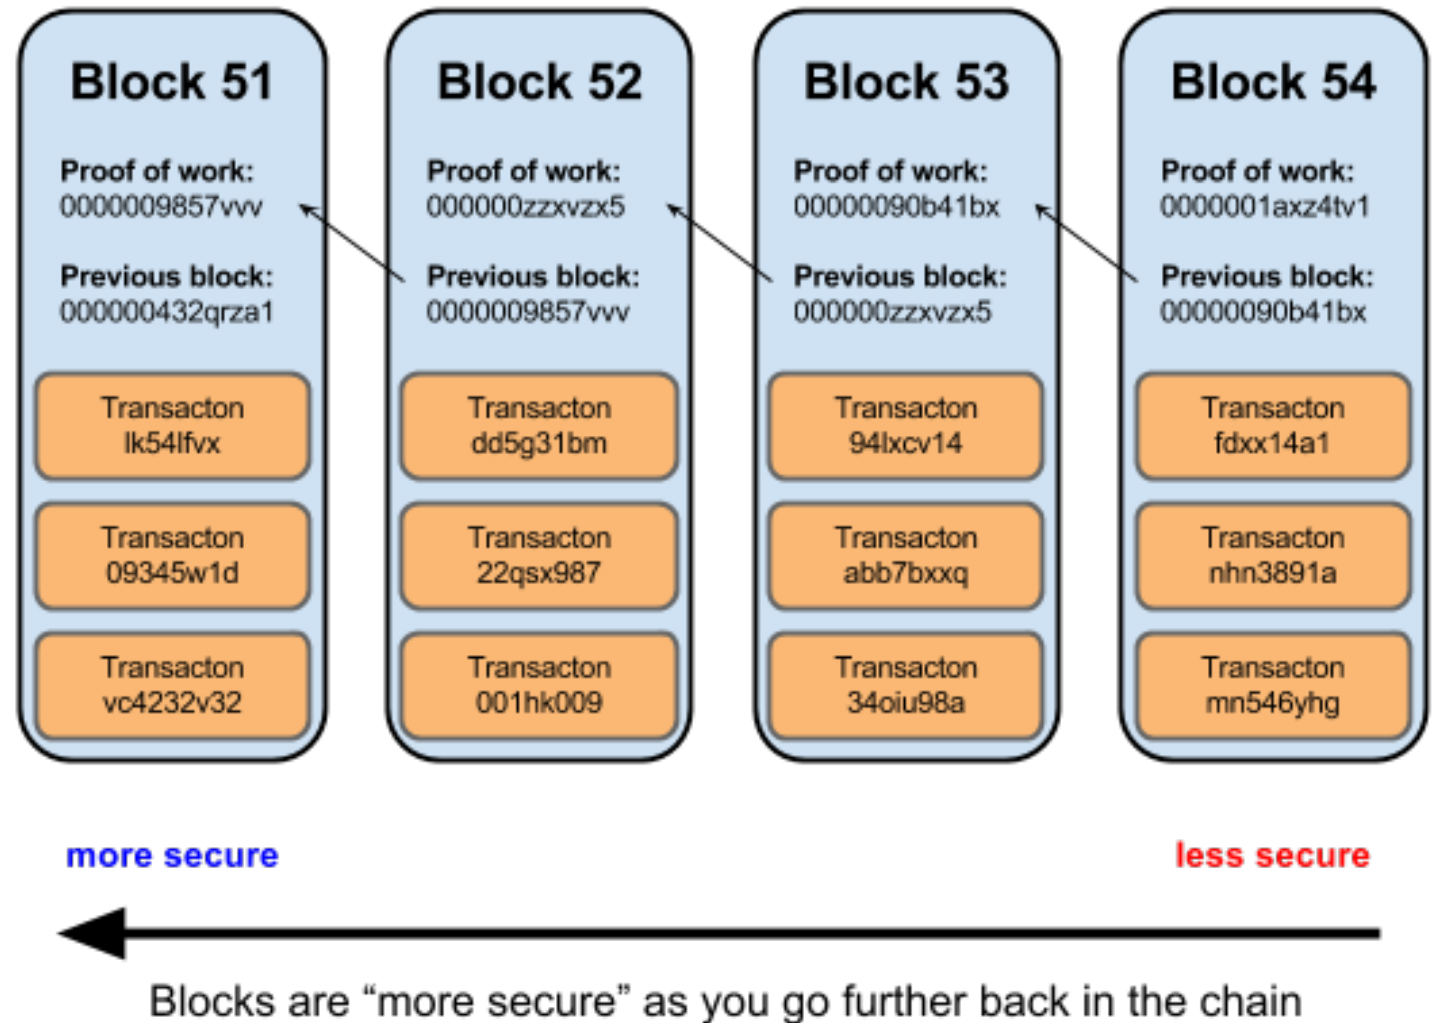 Block 51
Proof of work:
0000009857vvv
Previous block:
000000432qrza1
Transacton
lk54lfvx
Transacton
09345w1d
Transacton
vc4232v32
Block 52
Proof of work:
000000zzxvzx5
Previous block:
0000009857vvv
Transacton
dd5g31bm
Transacton
22qsx987
Transacton
001hk009
Block 53
Proof of work:
00000090b41bx
Previous block:
000000zzxvzx5
Transacton
94lxcv14
Transacton
abb7bxxq
Transacton
34oiu98a
Block 54
Proof of work:
0000001axz4tv1
Previous block:
00000090b41bx
Transacton
fdxx14a1
Transacton
nhn3891a
Transacton
mn546yhg
more secure
less secure
Blocks are “more secure” as you go further back in the chain